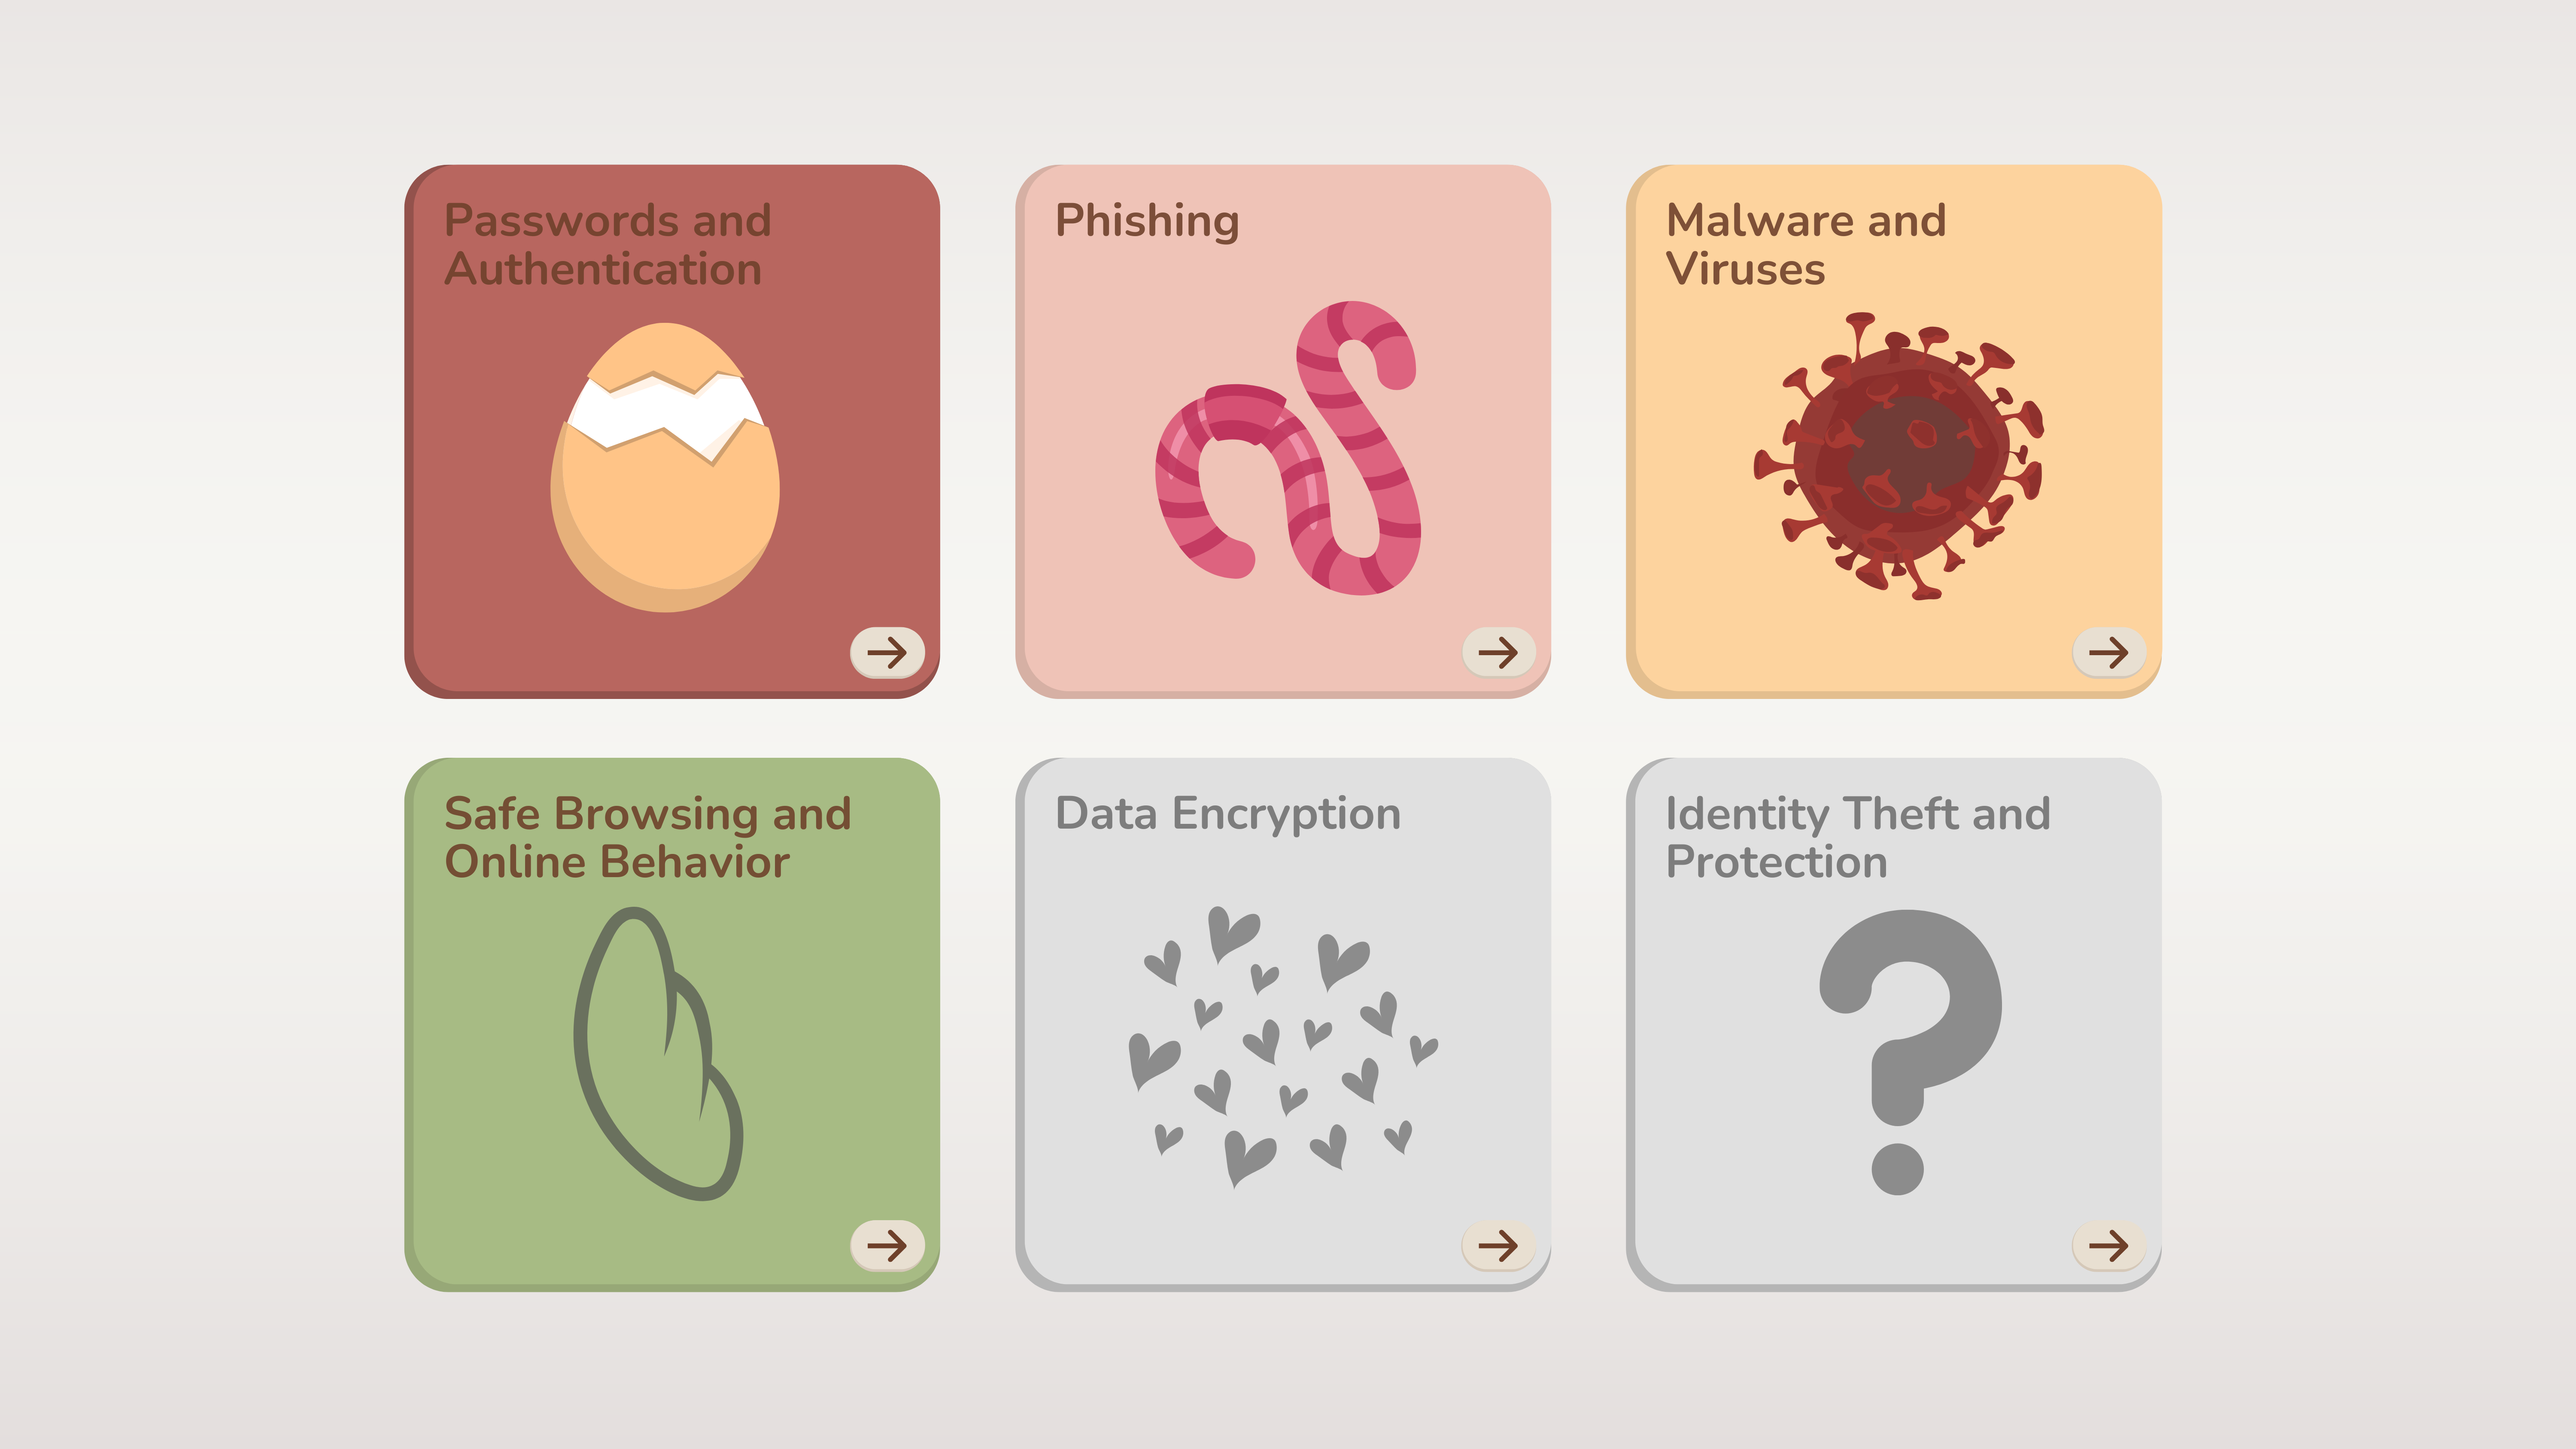 Passwords and
Authentication
Phishing
Malware and
Viruses
Safe Browsing and
Online Behavior
Data Encryption
Identity Theft and
Protection